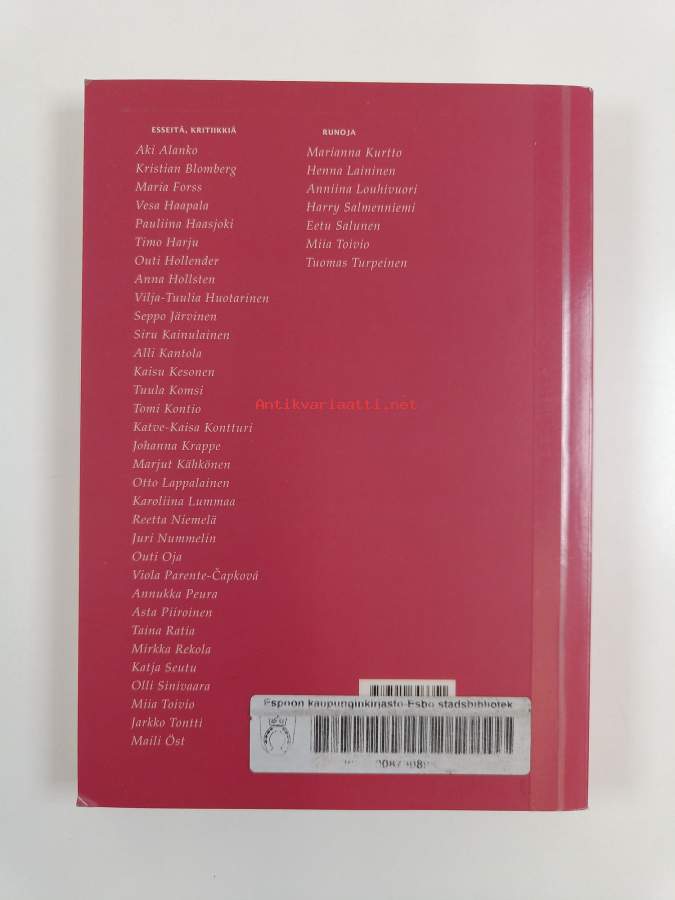 ESSEITÄ, KRITIIKKIÄ
Aki Alanko
Kristian Blomberg
Maria Forss
Vesa Haapala
Pauliina Haasjoki
Timo Harju
Outi Hollender
Anna Hollsten
Vilja-Tuulia Huotarinen
Seppo Järvinen
Siru Kainulainen
Alli Kantola
Kaisu Kesonen
Tuula Komsi
Tomi Kontio
Katve-Kaisa Kontturi
Johanna Krappe
Marjut Kähkönen
Otto Lappalainen
Karoliina Lummaa
Reetta Niemelä
Juri Nummelin
Outi Oja
Viola Parente-Čapková
Annukka Peura
Asta Piiroinen
Taina Ratia
Mirkka Rekola
Katja Seutu
Olli Sinivaara
Miia Toivio
Jarkko Tontti
Maili Öst
RUNOJA
Marianna Kurtto
Henna Laininen
Anniina Louhivuori
Harry Salmenniemi
Eetu Salunen
Miia Toivio
Tuomas Turpeinen
Antikvariaatti.net
Espoon kaupunginkirjasto-Esbo stadsbibliotek